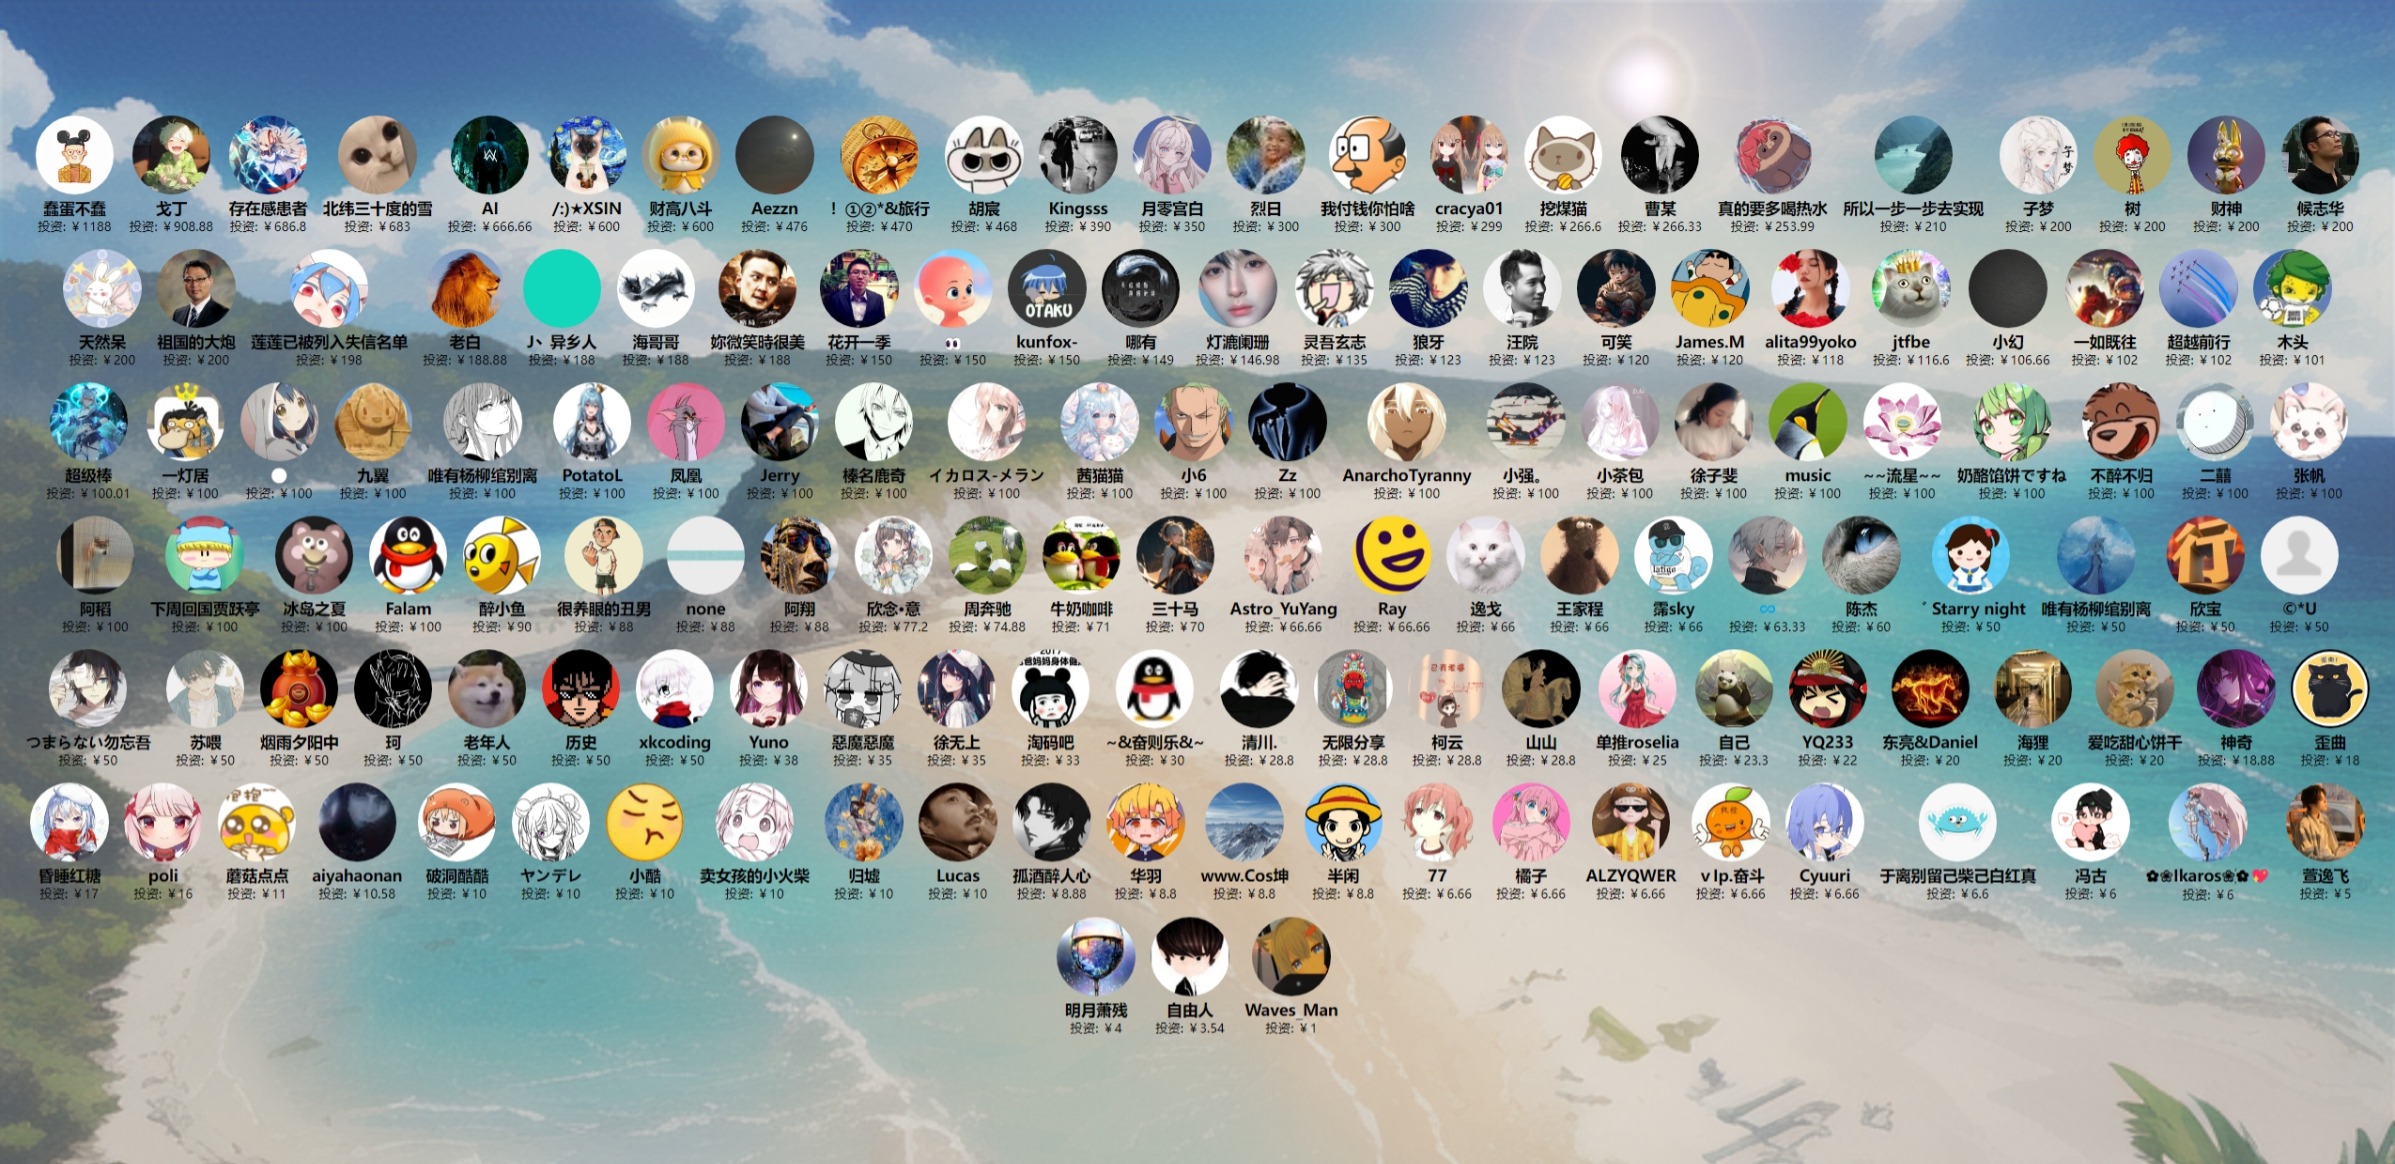 蠢蛋不蠢 戈丁 存在感患者 北纬三十度的雪 AI /:)★XSIN 财高八斗 Aezzn ！①②*&旅行 胡宸 Kingsss 月零宫白 烈日 我付钱你怕啥 cracya01 挖煤猫 曹某 真的要多喝热水 所以一步一步去实现 子梦 树 财神 候志华
投资: ￥1188 投资: ￥908.88 投资: ￥686.8 投资: ￥683 投资: ￥666.66 投资: ￥600 投资: ￥600 投资: ￥476 投资: ￥470 投资: ￥468 投资: ￥390 投资: ￥350 投资: ￥300 投资: ￥300 投资: ￥299 投资: ￥266.6 投资: ￥266.33 投资: ￥253.99 投资: ￥210 投资: ￥200 投资: ￥200 投资: ￥200 投资: ￥200
天然呆 祖国的大炮 莲莲已被列入失信名单 老白 J丶异乡人 海哥哥 妳微笑時很美 花开一季 kunfox- 哪有 灯漉阑珊 灵吾玄志 狼牙 汪院 可笑 James.M alita99yoko jtfbe 小幻 一如既往 超越前行 木头
投资: ￥200 投资: ￥200 投资: ￥198 投资: ￥188.88 投资: ￥188 投资: ￥188 投资: ￥188 投资: ￥150 投资: ￥150 投资: ￥150 投资: ￥149 投资: ￥146.98 投资: ￥135 投资: ￥123 投资: ￥123 投资: ￥120 投资: ￥120 投资: ￥118 投资: ￥116.6 投资: ￥106.66 投资: ￥102 投资: ￥102 投资: ￥101
超级棒 一灯居 九翼 唯有杨柳绾别离 PotatoL 凤凰 Jerry 榛名鹿奇 イカロス-メラン 茜猫猫 小6 Zz AnarchoTyranny 小强。 小茶包 徐子斐 music ~~流星~~ 奶酪馅饼ですね 不醉不归 二囍 张帆
投资: ￥100.01 投资: ￥100 投资: ￥100 投资: ￥100 投资: ￥100 投资: ￥100 投资: ￥100 投资: ￥100 投资: ￥100 投资: ￥100 投资: ￥100 投资: ￥100 投资: ￥100 投资: ￥100 投资: ￥100 投资: ￥100 投资: ￥100 投资: ￥100 投资: ￥100 投资: ￥100 投资: ￥100 投资: ￥100 投资: ￥100
阿稻 下周回国贾跃亭 冰岛之夏 Falam 醉小鱼 很养眼的丑男 none 阿翔 欣念•意 周奔驰 牛奶咖啡 三十马 Astro_YuYang Ray 逸戈 王家程 霈sky ∞ 陈杰 ﾞStarry night 唯有杨柳绾别离 欣宝 ©*U
投资: ￥100 投资: ￥100 投资: ￥100 投资: ￥100 投资: ￥90 投资: ￥88 投资: ￥88 投资: ￥88 投资: ￥77.2 投资: ￥74.88 投资: ￥71 投资: ￥70 投资: ￥66.66 投资: ￥66.66 投资: ￥66 投资: ￥66 投资: ￥66 投资: ￥63.33 投资: ￥60 投资: ￥50 投资: ￥50 投资: ￥50 投资: ￥50
つまらない勿忘吾 苏喂 烟雨夕阳中 珂 老年人 历史 xkcoding Yuno 惡魔惡魔 徐无上 淘码吧 ~&奋则乐&~ 清川. 无限分享 柯云 山山 单推roselia 自己 YQ233 东亮&Daniel 海狸 爱吃甜心饼干 神奇 歪曲
投资: ￥50 投资: ￥50 投资: ￥50 投资: ￥50 投资: ￥50 投资: ￥50 投资: ￥50 投资: ￥38 投资: ￥35 投资: ￥35 投资: ￥33 投资: ￥30 投资: ￥28.8 投资: ￥28.8 投资: ￥28.8 投资: ￥28.8 投资: ￥25 投资: ￥23.3 投资: ￥22 投资: ￥20 投资: ￥20 投资: ￥20 投资: ￥18.88 投资: ￥18
昏睡红糖 poli 蘑菇点点 aiyahaonan 破洞酷酷 ヤンデレ 小酷 卖女孩的小火柴 归墟 Lucas 孤酒醉人心 华羽 www.Cos坤 半闲 77 橘子 ALZYQWER v lp.奋斗 Cyuuri 于离别留己柴己白红真 冯古 ✿❀Ikaros❀✿💖 萱逸飞
投资: ￥17 投资: ￥16 投资: ￥11 投资: ￥10.58 投资: ￥10 投资: ￥10 投资: ￥10 投资: ￥10 投资: ￥10 投资: ￥10 投资: ￥8.88 投资: ￥8.8 投资: ￥8.8 投资: ￥8.8 投资: ￥6.66 投资: ￥6.66 投资: ￥6.66 投资: ￥6.66 投资: ￥6.66 投资: ￥6.6 投资: ￥6 投资: ￥6 投资: ￥5
明月萧残 自由人 Waves_Man
投资: ￥4 投资: ￥3.54 投资: ￥1